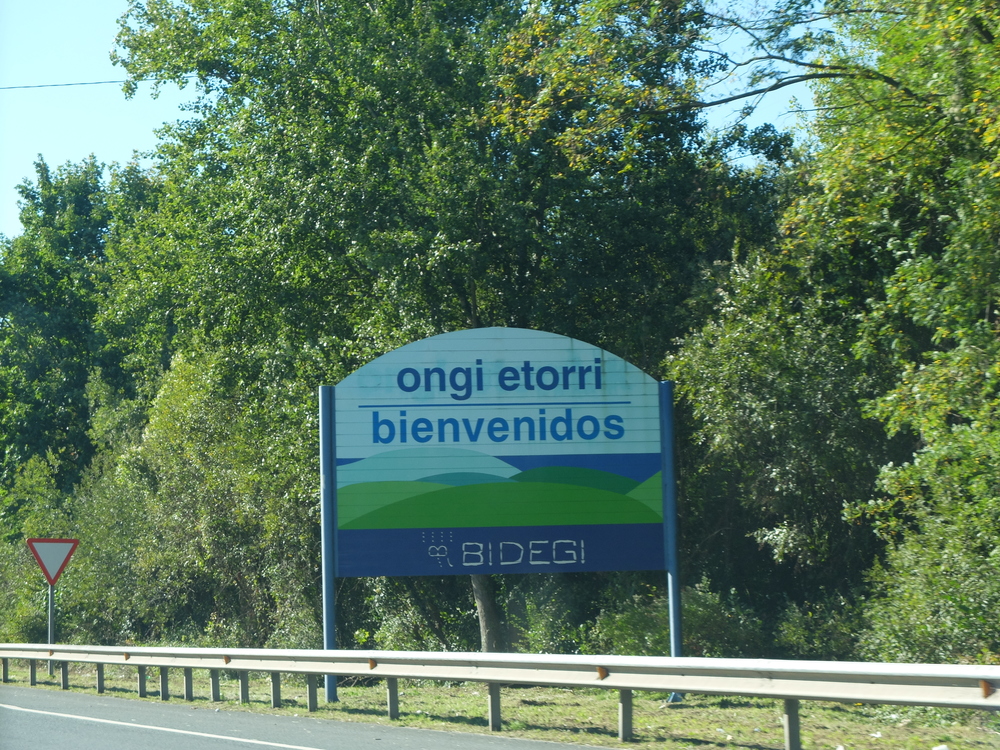 ongi etorri
bienvenidos
BIDEGI